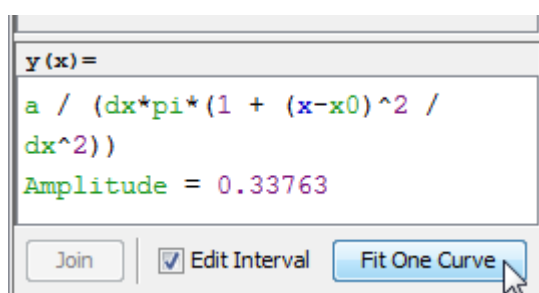 y(x)=
a / (dx*pi*(1 + (x-x0)^2 /
dx^2))
Amplitude = 0.33763
Join Edit Interval Fit One Curve